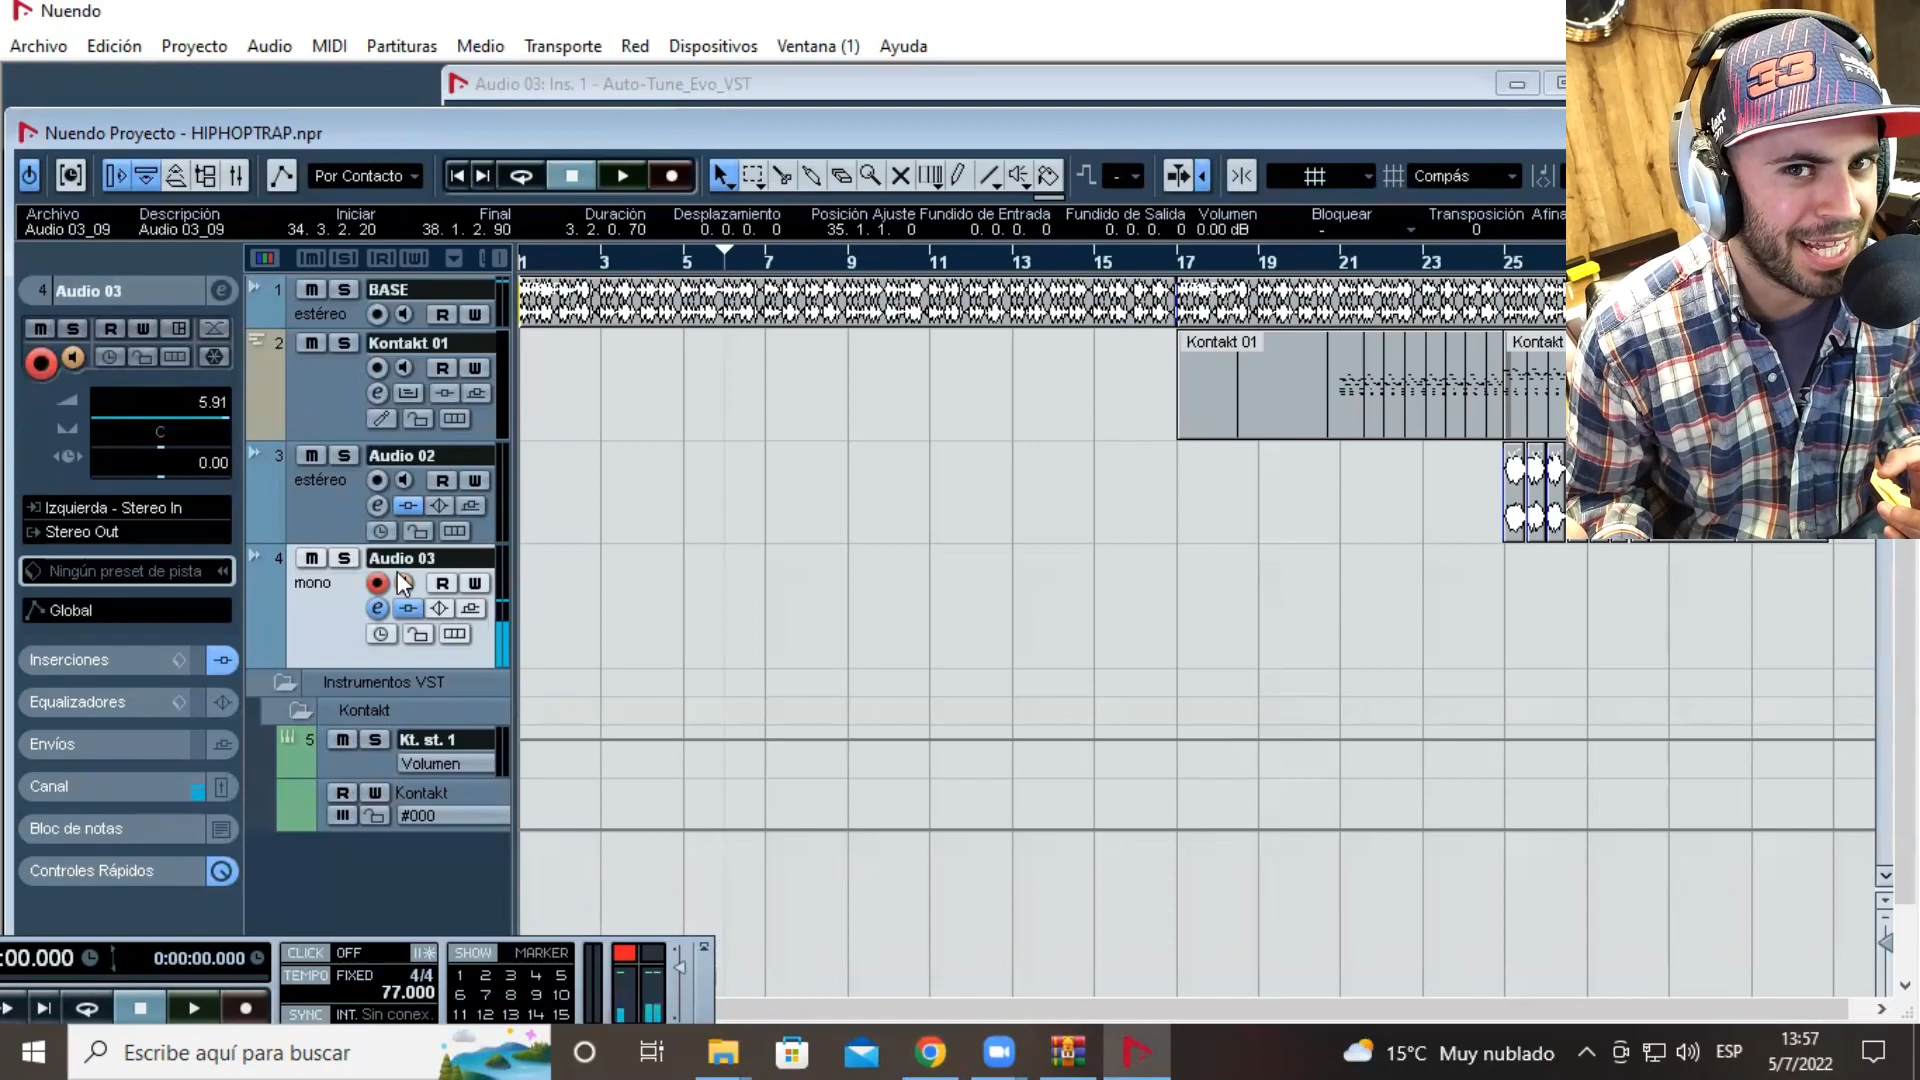 Nuendo
Archivo Edición Proyecto Audio MIDI Partituras Medio Transporte Red Dispositivos Ventana (1) Ayuda
Audio 03: Ins. 1 - Auto-Tune_Evo_VST
Nuendo Proyecto - HIPHOPTRAP.npr
Por Contacto
Compás
Archivo Descripción Iniciar Final Duración Desplazamiento Posición Ajuste Fundido de Entrada Fundido de Salida Volumen Bloquear Transposición Afina
Audio 03_09 Audio 03_09 34. 3. 2. 20 38. 1. 2. 90 3. 2. 0. 70 0. 0. 0. 0 35. 1. 1. 0 0. 0. 0. 0 0. 0. 0. 0 0.00 dB - 0
1 3 5 7 9 11 13 15 17 19 21 23 25
4 Audio 03
M S R W
5.91
C
0.00
Izquierda - Stereo In
Stereo Out
Ningún preset de pista
Global
Inserciones
Equalizadores
Envíos
Canal
Bloc de notas
Controles Rápidos
1 M S BASE
estéreo R W
2 M S Kontakt 01
R W
3 M S Audio 02
estéreo R W
4 M S Audio 03
mono R W
Instrumentos VST
Kontakt
5 M S Kt. st. 1
Volumen
R W Kontakt
#000
Kontakt 01
Kontakt
33
:00.000 0:00:00.000
CLICK OFF
TEMPO FIXED 4/4
77.000
SYNC INT. Sin conex.
SHOW MARKER
1 2 3 4 5
6 7 8 9 10
11 12 13 14 15
Escribe aquí para buscar
15°C Muy nublado
ESP
13:57
5/7/2022